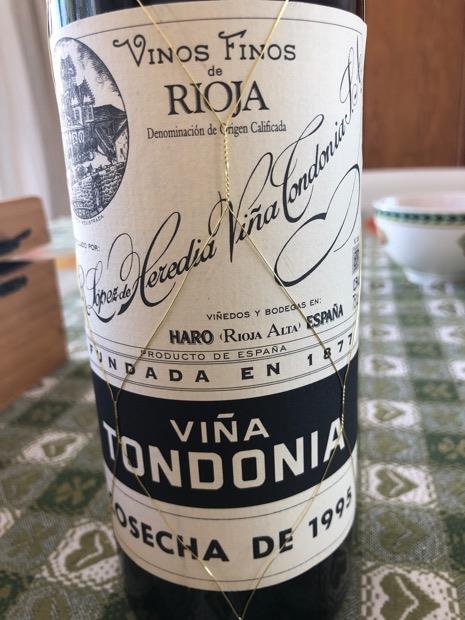 Vinos Finos
de
RIOJA
Denominación de Origen Calificada
R. López de Heredia Viña Tondonia, S.A.
VIÑEDOS Y BODEGAS EN:
HARO (Rioja Alta) ESPAÑA
PRODUCTO DE ESPAÑA
FUNDADA EN 1877
VIÑA
TONDONIA
COSECHA DE 1995